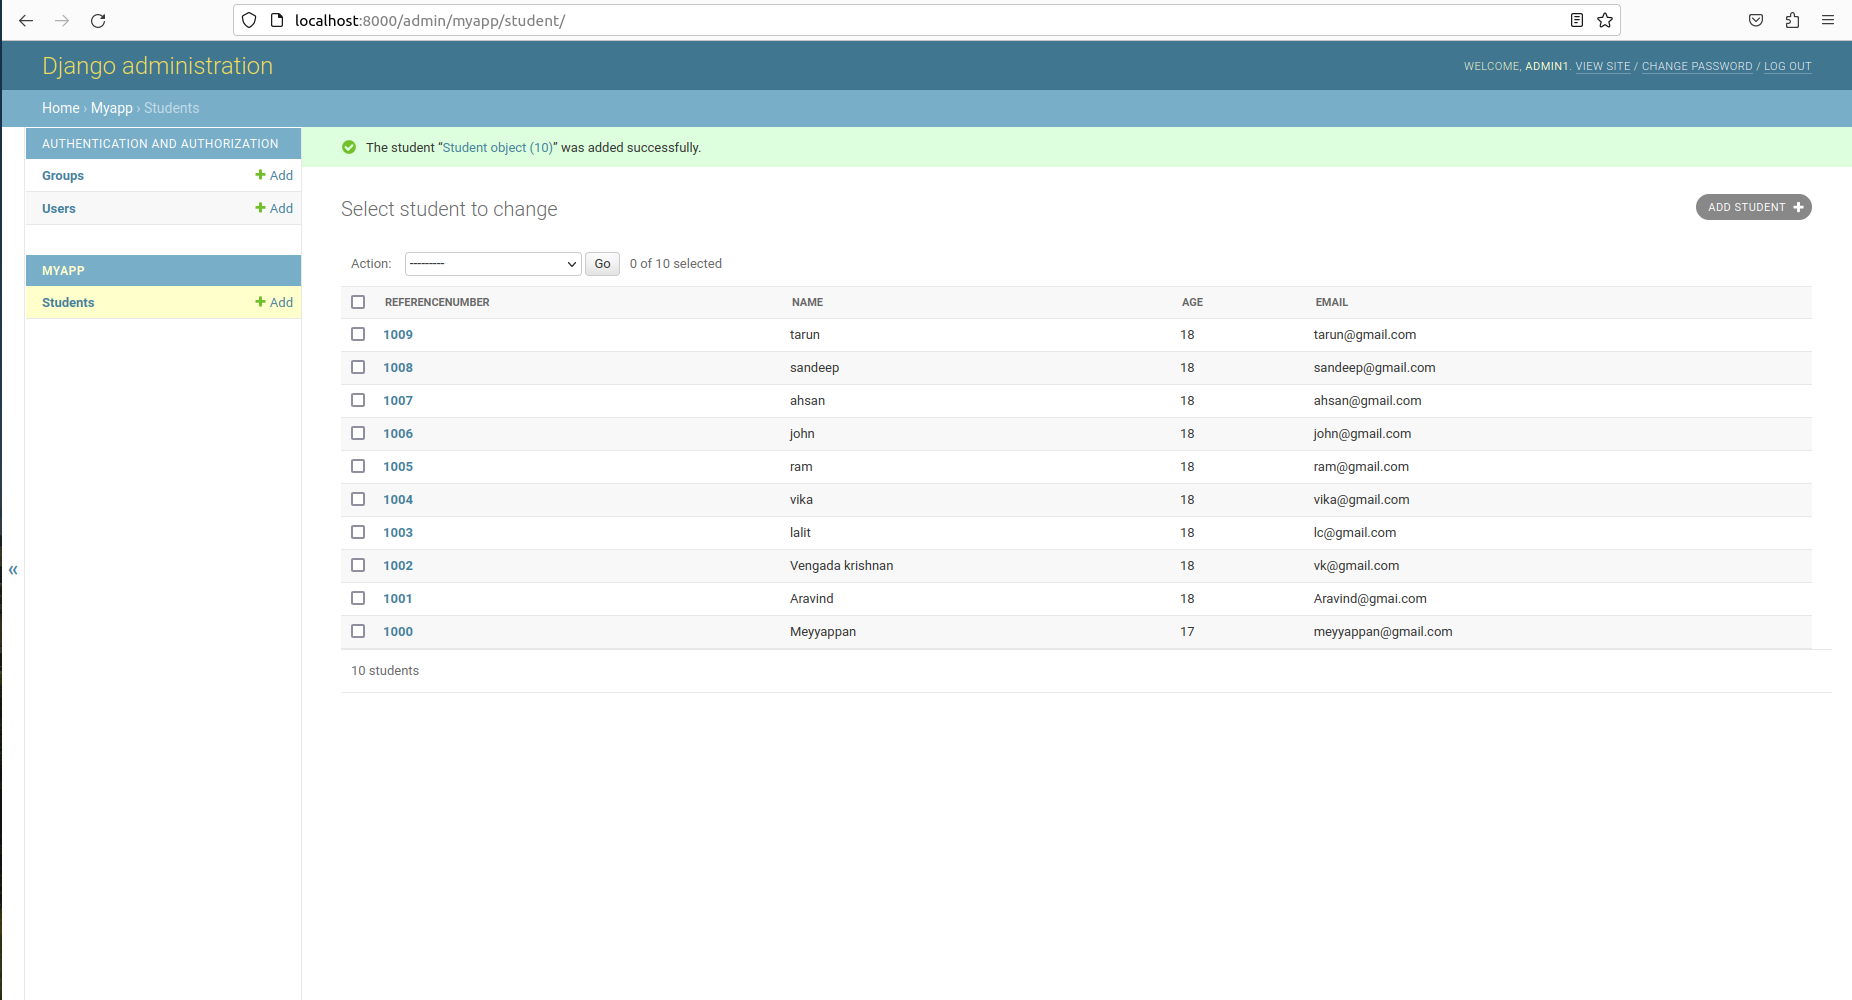 localhost:8000/admin/myapp/student/
Django administration
WELCOME, ADMIN1. VIEW SITE / CHANGE PASSWORD / LOG OUT
Home › Myapp › Students
AUTHENTICATION AND AUTHORIZATION
Groups + Add
Users + Add
MYAPP
Students + Add
«
The student “Student object (10)” was added successfully.
Select student to change
ADD STUDENT +
Action: --------- Go 0 of 10 selected
REFERENCENUMBER NAME AGE EMAIL
1009 tarun 18 tarun@gmail.com
1008 sandeep 18 sandeep@gmail.com
1007 ahsan 18 ahsan@gmail.com
1006 john 18 john@gmail.com
1005 ram 18 ram@gmail.com
1004 vika 18 vika@gmail.com
1003 lalit 18 lc@gmail.com
1002 Vengada krishnan 18 vk@gmail.com
1001 Aravind 18 Aravind@gmai.com
1000 Meyyappan 17 meyyappan@gmail.com
10 students